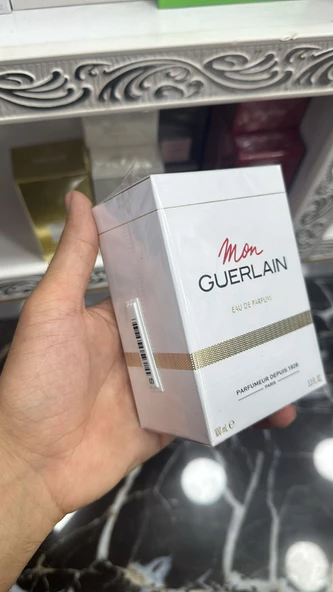 Mon
GUERLAIN
EAU DE PARFUM
PARFUMEUR DEPUIS 1828
PARIS
100 ml ℮